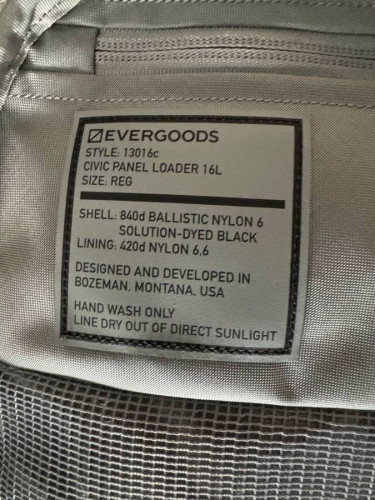 EVERGOODS
STYLE: 13016c
CIVIC PANEL LOADER 16L
SIZE: REG
SHELL: 840d BALLISTIC NYLON 6
SOLUTION-DYED BLACK
LINING: 420d NYLON 6,6
DESIGNED AND DEVELOPED IN
BOZEMAN, MONTANA, USA
HAND WASH ONLY
LINE DRY OUT OF DIRECT SUNLIGHT